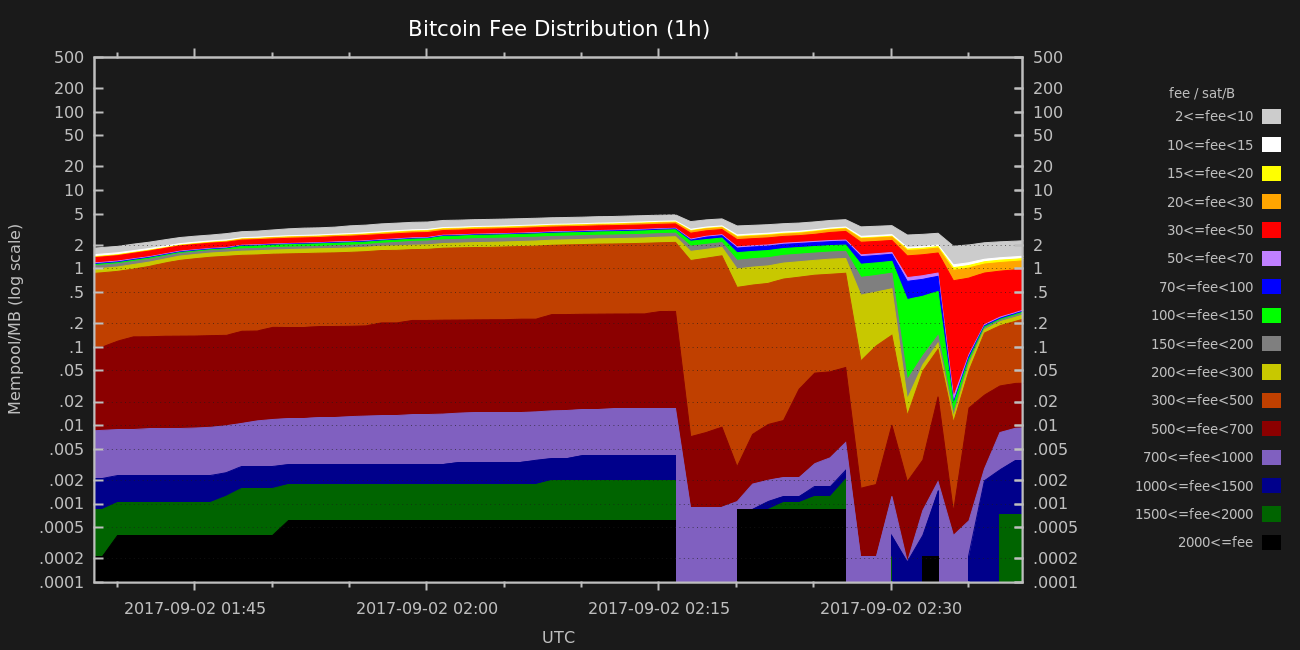 Bitcoin Fee Distribution (1h)
500
200
100
50
20
10
5
2
1
.5
.2
.1
.05
.02
.01
.005
.002
.001
.0005
.0002
.0001
Mempool/MB (log scale)
500
200
100
50
20
10
5
2
1
.5
.2
.1
.05
.02
.01
.005
.002
.001
.0005
.0002
.0001
2017-09-02 01:45
2017-09-02 02:00
2017-09-02 02:15
2017-09-02 02:30
UTC
fee / sat/B
2<=fee<10
10<=fee<15
15<=fee<20
20<=fee<30
30<=fee<50
50<=fee<70
70<=fee<100
100<=fee<150
150<=fee<200
200<=fee<300
300<=fee<500
500<=fee<700
700<=fee<1000
1000<=fee<1500
1500<=fee<2000
2000<=fee